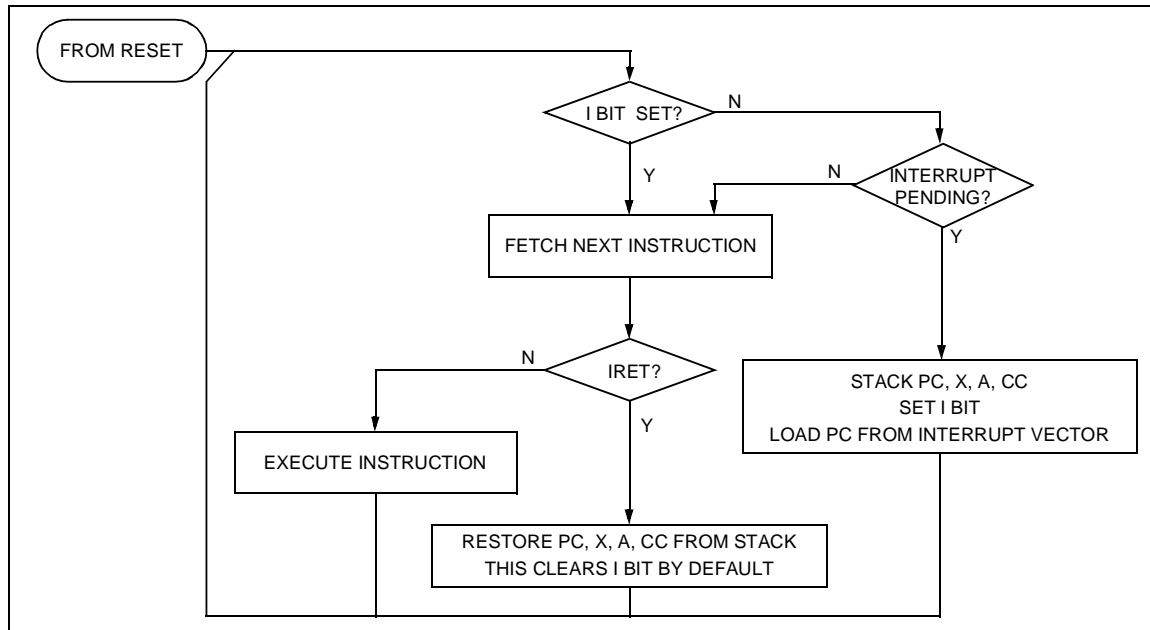 FROM RESET
I BIT SET?
N
Y
N
INTERRUPT
PENDING?
Y
FETCH NEXT INSTRUCTION
N
IRET?
Y
STACK PC, X, A, CC
SET I BIT
LOAD PC FROM INTERRUPT VECTOR
EXECUTE INSTRUCTION
RESTORE PC, X, A, CC FROM STACK
THIS CLEARS I BIT BY DEFAULT